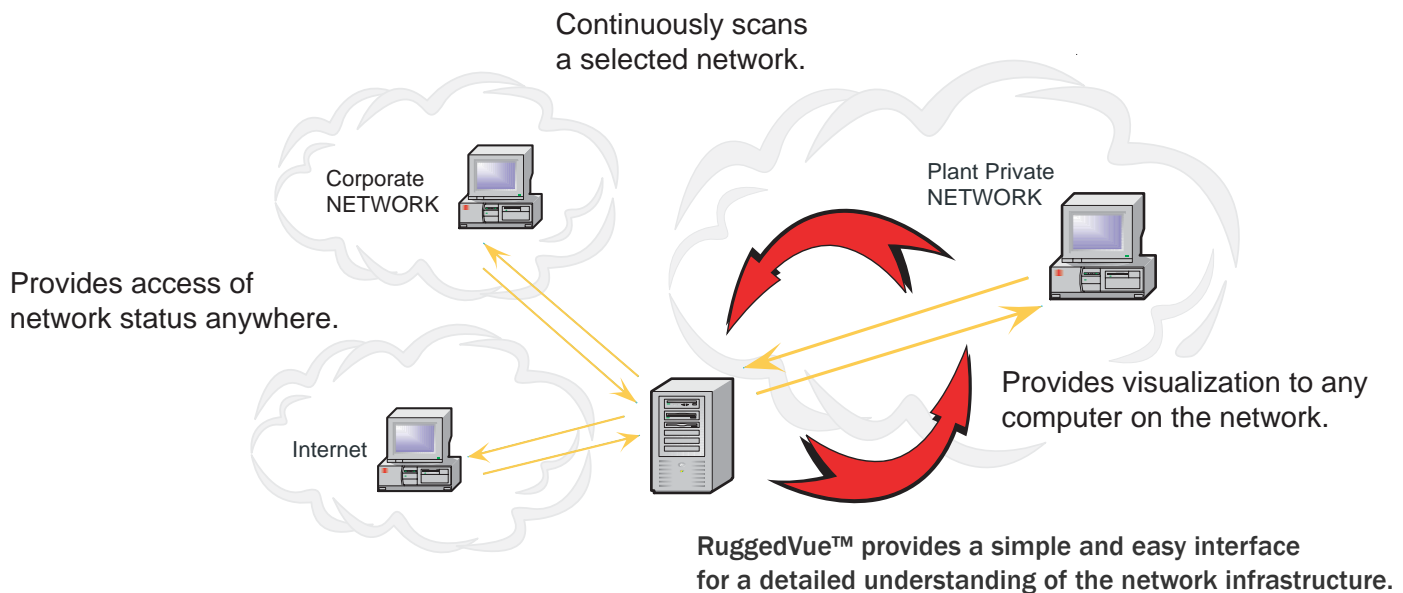 Continuously scans
a selected network.
Corporate
NETWORK
Plant Private
NETWORK
Provides access of
network status anywhere.
Internet
Provides visualization to any
computer on the network.
RuggedVue™ provides a simple and easy interface
for a detailed understanding of the network infrastructure.